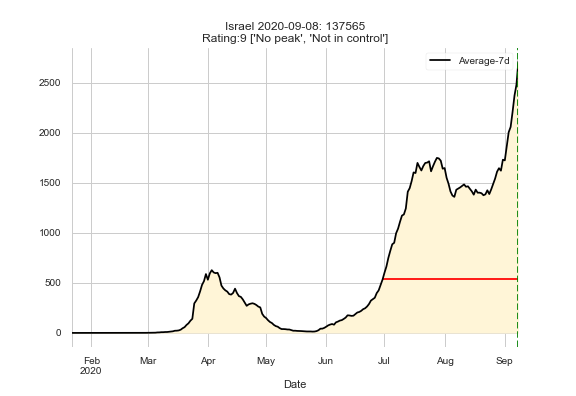 Israel 2020-09-08: 137565
Rating:9 ['No peak', 'Not in control']
Average-7d
2500
2000
1500
1000
500
0
Feb Mar Apr May Jun Jul Aug Sep
2020
Date